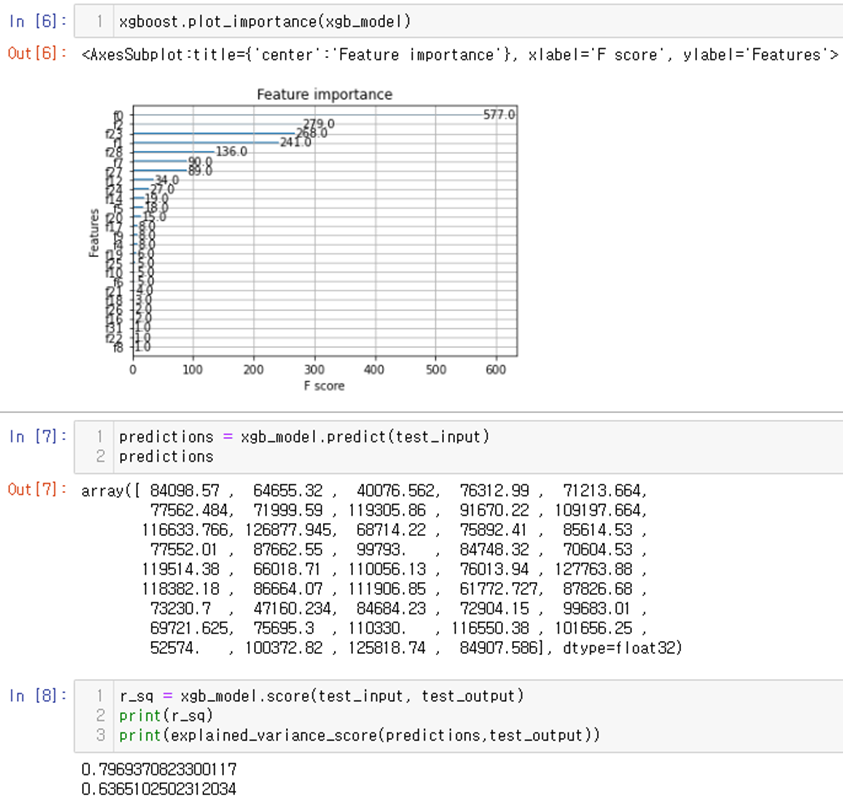 In [6]:
1 xgboost.plot_importance(xgb_model)
Out[6]: <AxesSubplot:title={'center':'Feature importance'}, xlabel='F score', ylabel='Features'>
Feature importance
f0 577.0
f2 279.0
f23 268.0
f1 241.0
f28 136.0
f7 90.0
f27 89.0
f12 34.0
f24 27.0
f14 19.0
f5 18.0
f20 15.0
f17 8.0
8.0
f4 8.0
f19 6.0
f25 5.0
f10 5.0
f6 5.0
f21 4.0
f18 3.0
f26 2.0
f16 2.0
f31 1.0
f22 1.0
f8 1.0
Features
0 100 200 300 400 500 600
F score
In [7]:
1 predictions = xgb_model.predict(test_input)
2 predictions
Out[7]: array([ 84098.57 , 64655.32 , 40076.562, 76312.99 , 71213.664,
77562.484, 71999.59 , 119305.86 , 91670.22 , 109197.664,
116633.766, 126877.945, 68714.22 , 75892.41 , 85614.53 ,
77552.01 , 87662.55 , 99793. , 84748.32 , 70604.53 ,
119514.38 , 66018.71 , 110056.13 , 76013.94 , 127763.88 ,
118382.18 , 86664.07 , 111906.85 , 61772.727, 87826.68 ,
73230.7 , 47160.234, 84684.23 , 72904.15 , 99683.01 ,
69721.625, 75695.3 , 110330. , 116550.38 , 101656.25 ,
52574. , 100372.82 , 125818.74 , 84907.586], dtype=float32)
In [8]:
1 r_sq = xgb_model.score(test_input, test_output)
2 print(r_sq)
3 print(explained_variance_score(predictions,test_output))
0.7969370823300117
0.6365102502312034